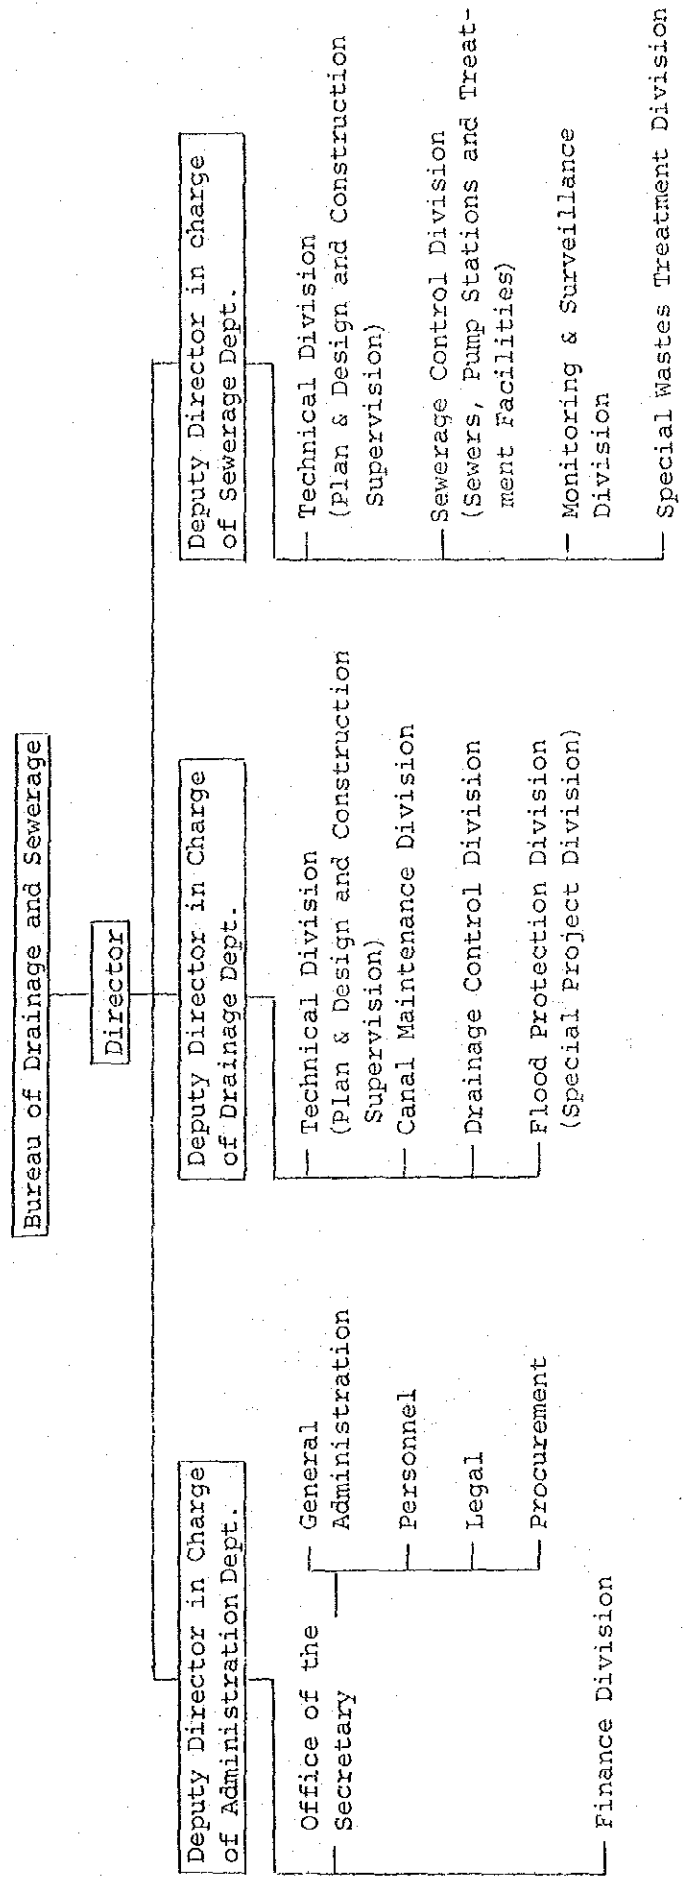 Bureau of Drainage and Sewerage
Director
Deputy Director in Charge
of Administration Dept.
Office of the
Secretary
General
Administration
Personnel
Legal
Procurement
Finance Division
Deputy Director in Charge
of Drainage Dept.
Technical Division
(Plan & Design and Construction
Supervision)
Canal Maintenance Division
Drainage Control Division
Flood Protection Division
(Special Project Division)
Deputy Director in charge
of Sewerage Dept.
Technical Division
(Plan & Design and Construction
Supervision)
Sewerage Control Division
(Sewers, Pump Stations and Treat-
ment Facilities)
Monitoring & Surveillance
Division
Special Wastes Treatment Division